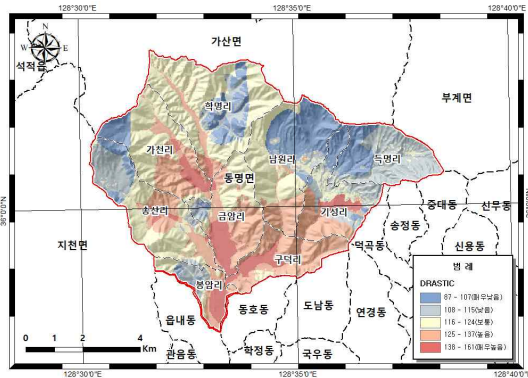 128°30'0"E 128°35'0"E 128°40'0"E
N
W E
S
가산면
석적읍
부계면
학명리
가천리
남원리
득명리
동명면
송산리
금암리
기성리
중대동
신무동
송정동
36°0'0"N
지천면
덕곡동
신용동
구덕리
봉암리
읍내동
동호동
도남동
연경동
관음동
학정동
국우동
0 1 2 4
Km
범 례
DRASTIC
67 - 107(매우낮음)
108 - 115(낮음)
116 - 124(보통)
125 - 137(높음)
138 - 161(매우높음)
128°30'0"E 128°35'0"E 128°40'0"E